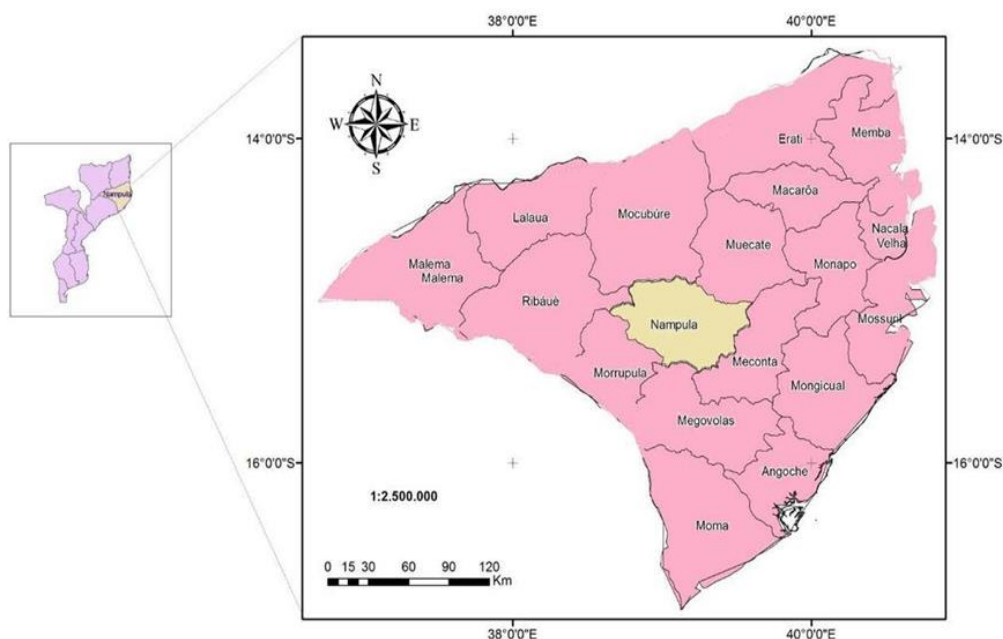 38°0'0"E
40°0'0"E
N
W
E
S
14°0'0"S
14°0'0"S
Nampula
Erati
Memba
Macarôa
Lalaua
Mocubúre
Nacala
Velha
Muecate
Malema
Malema
Monapo
Ribáuè
Nampula
Mossuril
Meconta
Morrupula
Mongicual
Megovolas
16°0'0"S
16°0'0"S
Angoche
1:2.500.000
Moma
0 8 15 30 60 90 120
Km
38°0'0"E
40°0'0"E